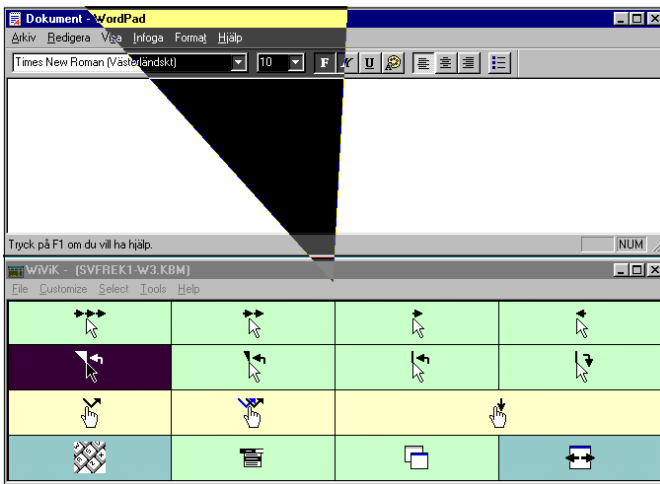 Dokument - WordPad
Arkiv Redigera Visa Infoga Format Hjälp
Times New Roman (Västerländskt) 10 F K U
Tryck på F1 om du vill ha hjälp. NUM
WiViK - [SVFREK1-W3.KBM]
File Customize Select Tools Help